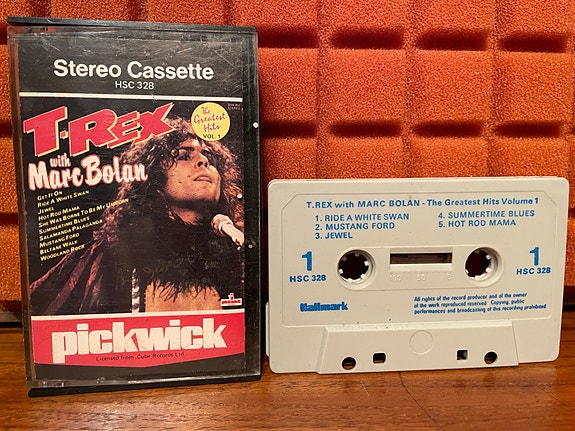 Stereo Cassette
HSC 328
T.REX
with
Marc Bolan
The
Greatest
Hits
VOL. 1
GET IT ON
RIDE A WHITE SWAN
JEWEL
HOT ROD MAMA
SHE WAS BORNE TO BE MY UNICORN
SUMMERTIME BLUES
SALAMANDA PALAGANDA
MUSTANG FORD
BELTANE WALK
WOODLAND ROCK
pickwick
Licensed from Cube Records Ltd
T.REX with MARC BOLAN - The Greatest Hits Volume 1
1. RIDE A WHITE SWAN
2. MUSTANG FORD
3. JEWEL
4. SUMMERTIME BLUES
5. HOT ROD MAMA
1
HSC 328
1
HSC 328
Hallmark
All rights of the record producer and of the owner
of the work reproduced reserved Copying, public
performances and broadcasting of this recording prohibited